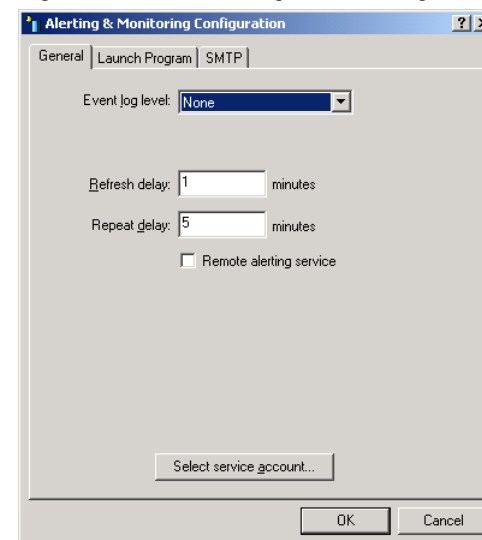 Alerting & Monitoring Configuration
General Launch Program SMTP
Event log level: None
Refresh delay: 1 minutes
Repeat delay: 5 minutes
Remote alerting service
Select service account...
OK Cancel